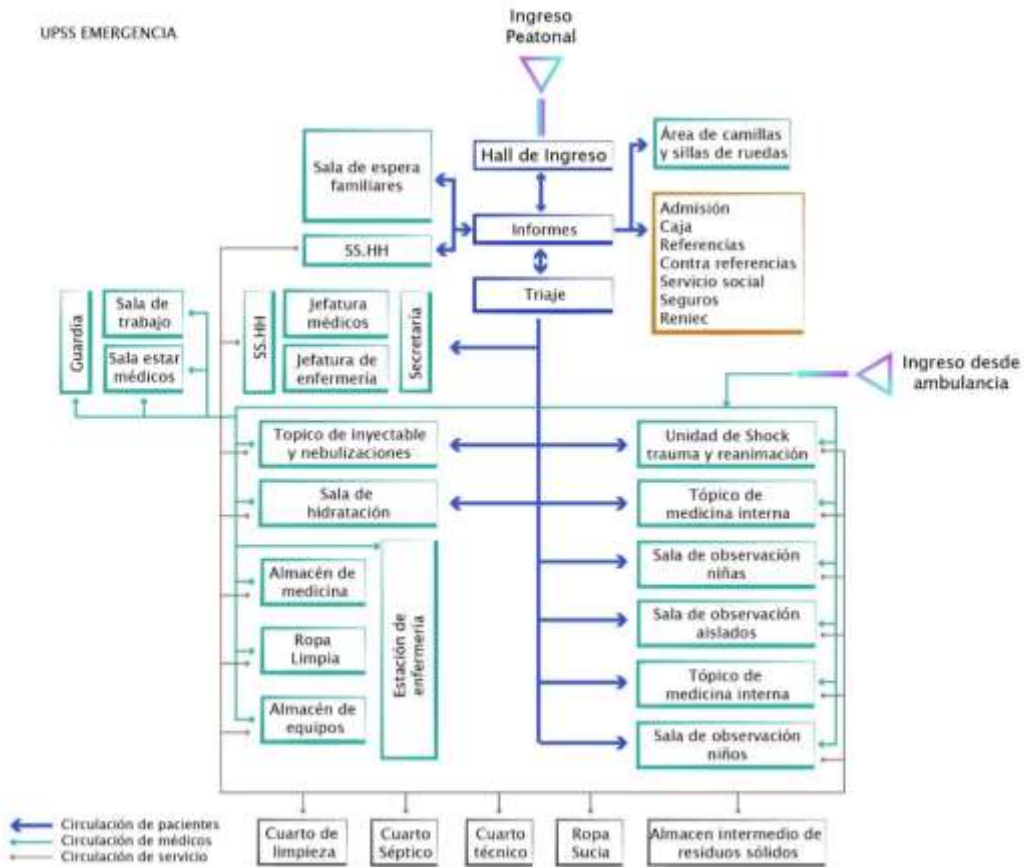 UPSS EMERGENCIA
Ingreso
Peatonal
Hall de Ingreso
Área de camillas
y sillas de ruedas
Sala de espera
familiares
Informes
Admisión
Caja
Referencias
Contra referencias
Servicio social
Seguros
Reniec
SS.HH
Triaje
Guardia
Sala de
trabajo
Sala estar
médicos
SS.HH
Jefatura
médicos
Jefatura de
enfermería
Secretaría
Ingreso desde
ambulancia
Topico de inyectable
y nebulizaciones
Unidad de Shock
trauma y reanimación
Sala de
hidratación
Tópico de
medicina interna
Sala de observación
niñas
Almacén de
medicina
Estación de
enfermería
Sala de observación
aislados
Ropa
Limpia
Tópico de
medicina interna
Almacén de
equipos
Sala de observación
niños
Circulación de pacientes
Circulación de médicos
Circulación de servicio
Cuarto de
limpieza
Cuarto
Séptico
Cuarto
técnico
Ropa
Sucia
Almacen intermedio de
residuos sólidos